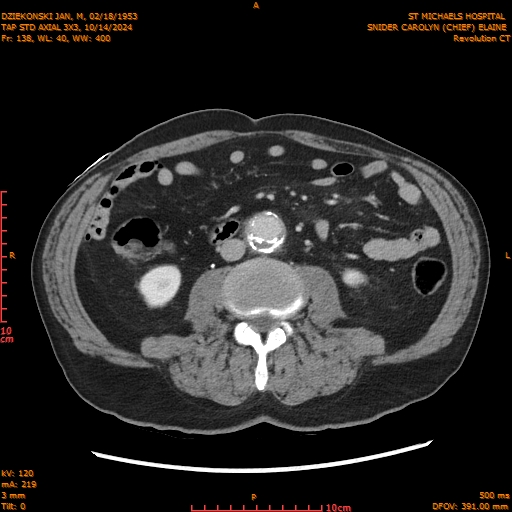 A
DZIEKONSKI JAN, M, 02/18/1953
TAP STD AXIAL 3X3, 10/14/2024
Fr: 138, WL: 40, WW: 400
ST MICHAELS HOSPITAL
SNIDER CAROLYN (CHIEF) ELAINE
Revolution CT
R
L
10
cm
kV: 120
mA: 219
3 mm
Tilt: 0
P
10cm
500 ms
DFOV: 391.00 mm